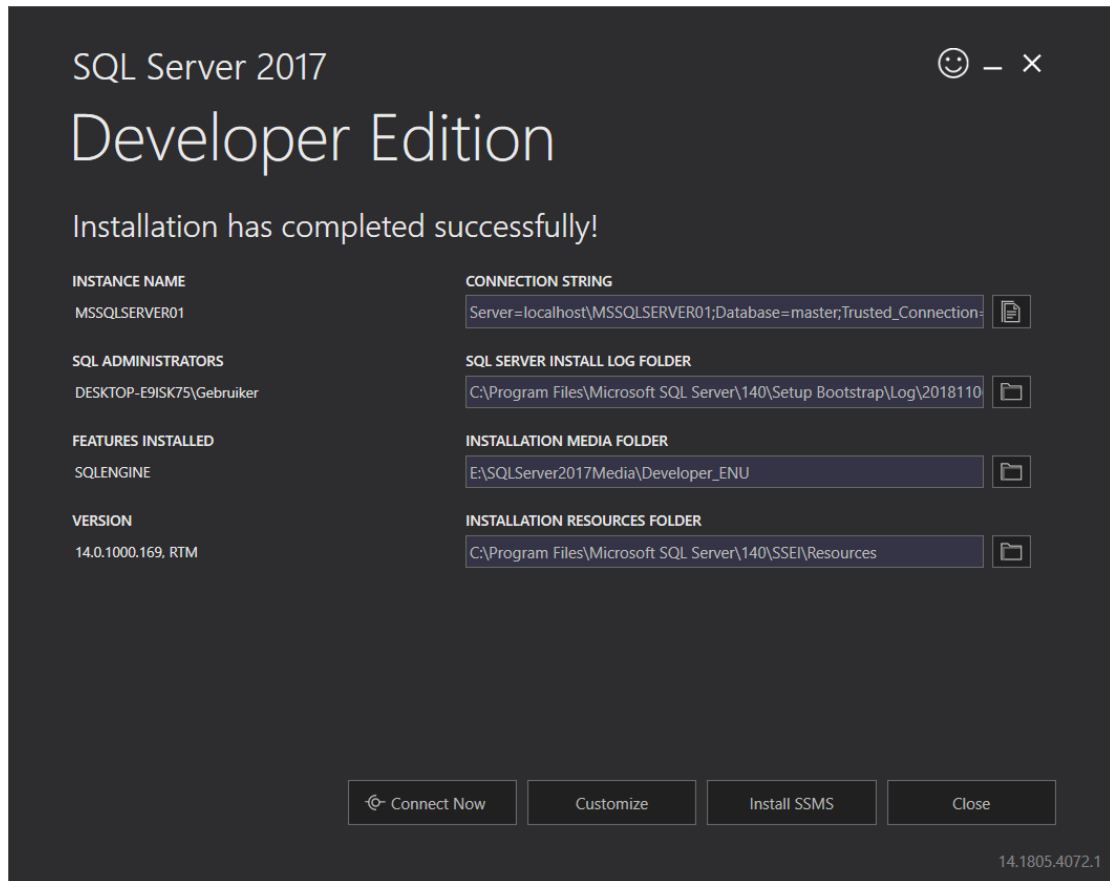 SQL Server 2017
Developer Edition
Installation has completed successfully!
INSTANCE NAME
MSSQLSERVER01
CONNECTION STRING
Server=localhost\MSSQLSERVER01;Database=master;Trusted_Connection=
SQL ADMINISTRATORS
DESKTOP-E9ISK75\Gebruiker
SQL SERVER INSTALL LOG FOLDER
C:\Program Files\Microsoft SQL Server\140\Setup Bootstrap\Log\2018110
FEATURES INSTALLED
SQLENGINE
INSTALLATION MEDIA FOLDER
E:\SQLServer2017Media\Developer_ENU
VERSION
14.0.1000.169, RTM
INSTALLATION RESOURCES FOLDER
C:\Program Files\Microsoft SQL Server\140\SSEI\Resources
Connect Now
Customize
Install SSMS
Close
14.1805.4072.1